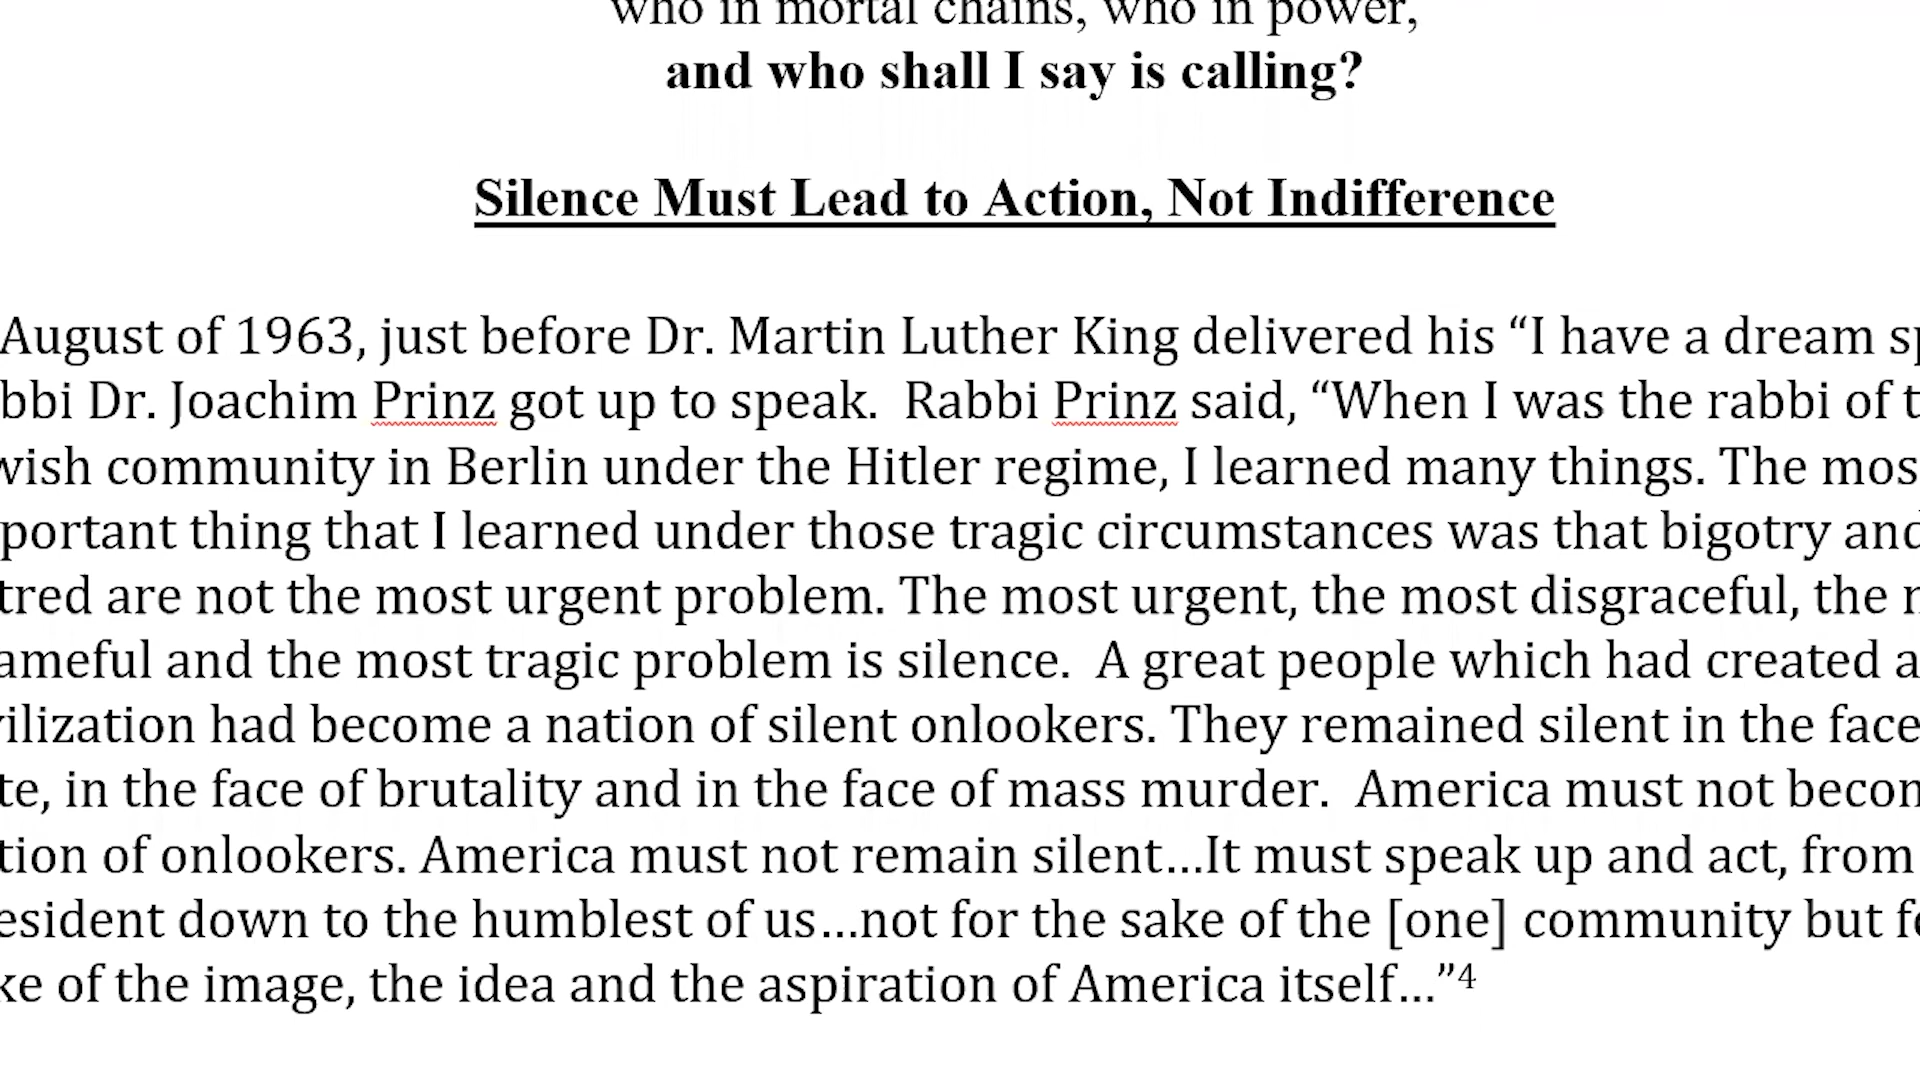 who in mortal chains, who in power,
and who shall I say is calling?
Silence Must Lead to Action, Not Indifference
August of 1963, just before Dr. Martin Luther King delivered his “I have a dream sp
bbi Dr. Joachim Prinz got up to speak.  Rabbi Prinz said, “When I was the rabbi of t
wish community in Berlin under the Hitler regime, I learned many things. The mos
portant thing that I learned under those tragic circumstances was that bigotry and
tred are not the most urgent problem. The most urgent, the most disgraceful, the
ameful and the most tragic problem is silence.  A great people which had created a
vilization had become a nation of silent onlookers. They remained silent in the face
te, in the face of brutality and in the face of mass murder.  America must not becom
tion of onlookers. America must not remain silent...It must speak up and act, from
esident down to the humblest of us...not for the sake of the [one] community but fo
ke of the image, the idea and the aspiration of America itself...”4